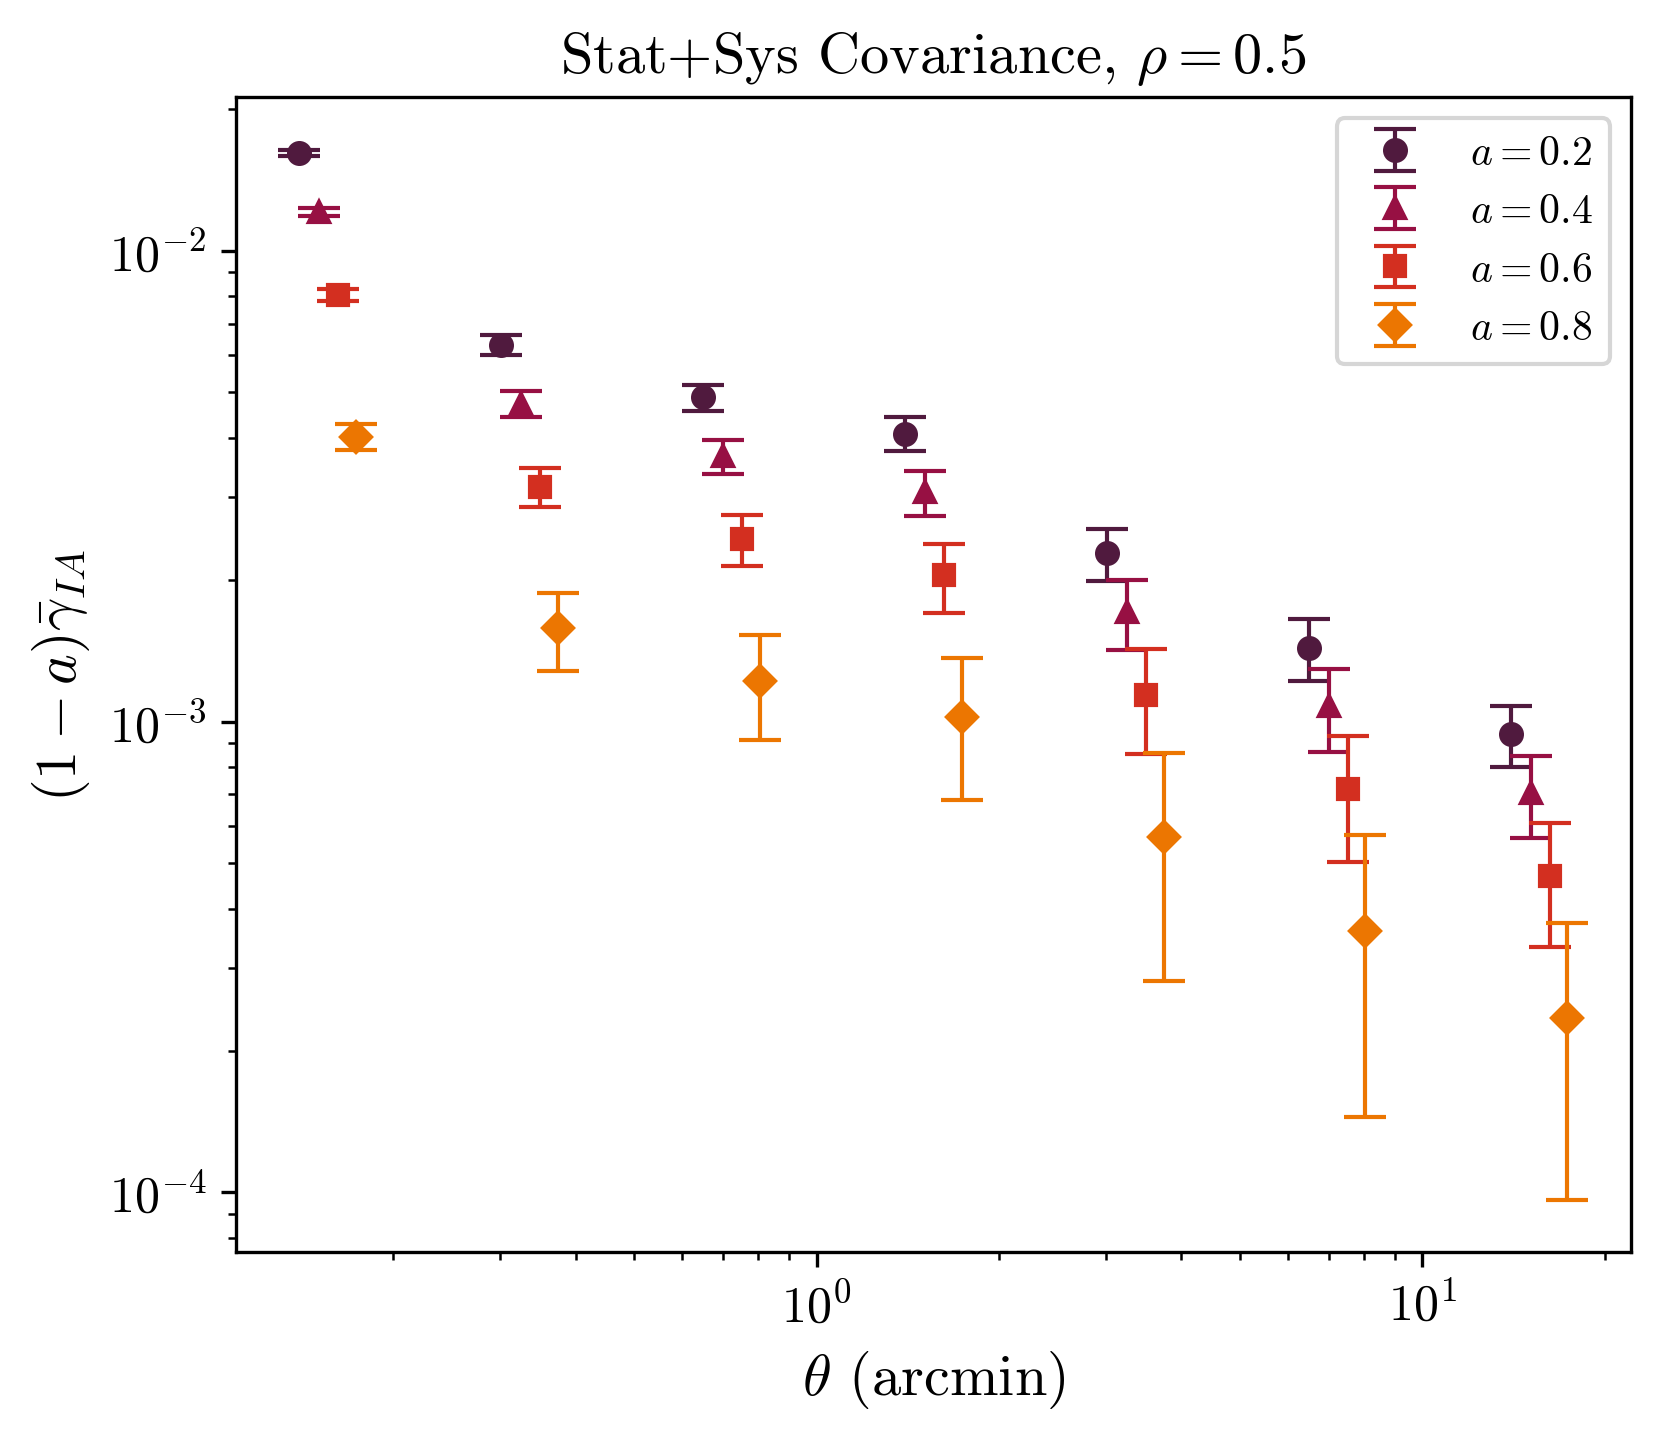 Stat+Sys Covariance, ρ = 0.5
a = 0.2
a = 0.4
a = 0.6
a = 0.8
(1 − a)γ̄_{IA}
10^{−2}
10^{−3}
10^{−4}
10^{0}
10^{1}
θ (arcmin)